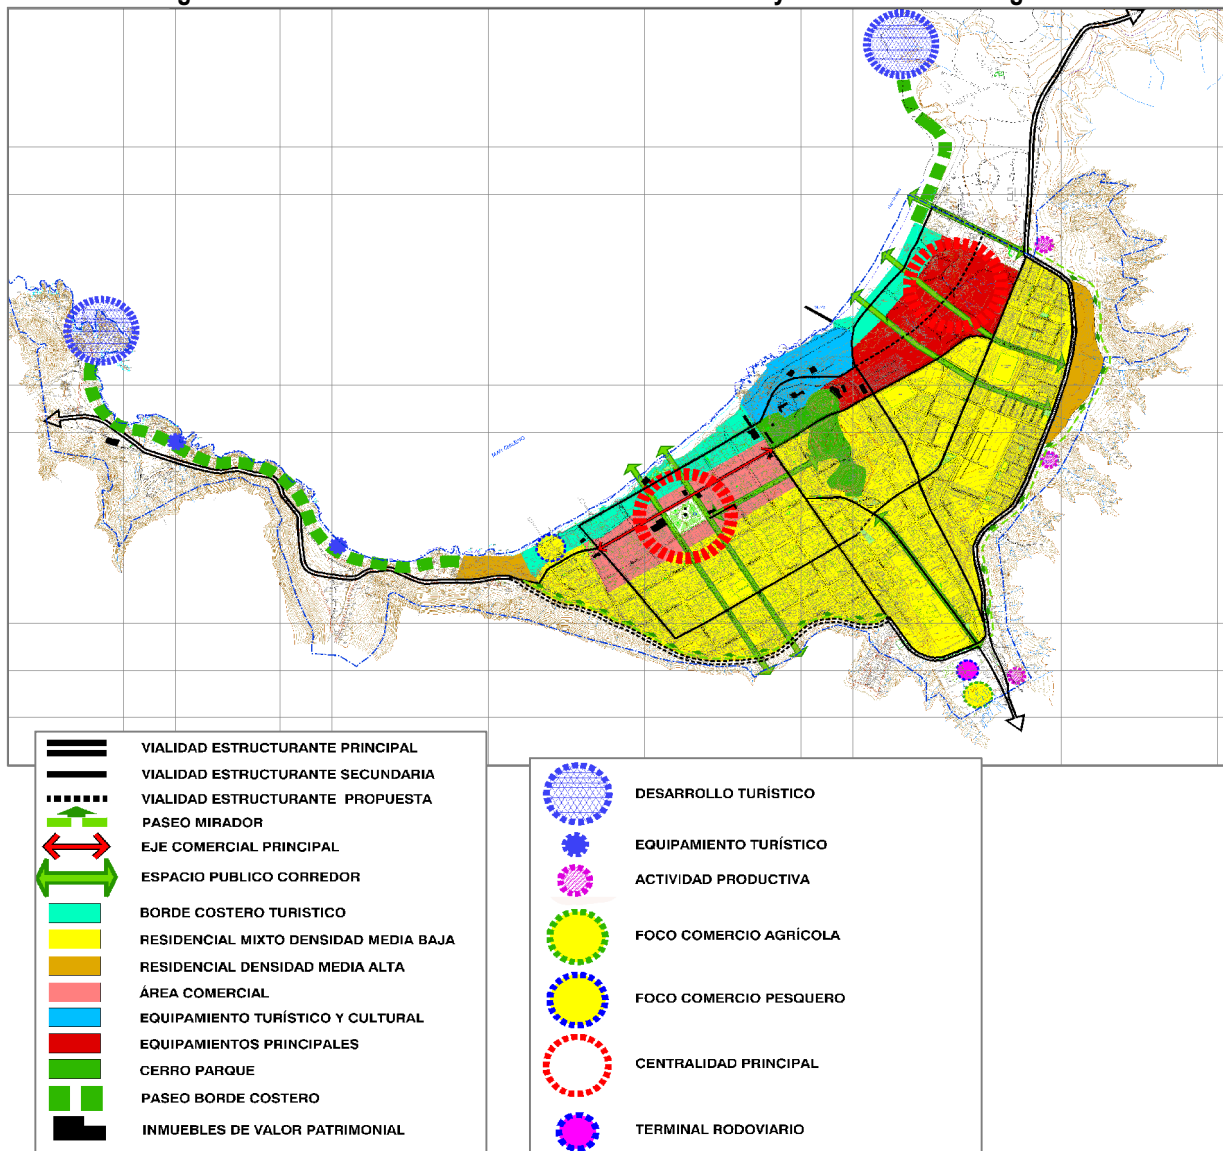 VIALIDAD ESTRUCTURANTE PRINCIPAL
VIALIDAD ESTRUCTURANTE SECUNDARIA
VIALIDAD ESTRUCTURANTE PROPUESTA
PASEO MIRADOR
EJE COMERCIAL PRINCIPAL
ESPACIO PUBLICO CORREDOR
BORDE COSTERO TURISTICO
RESIDENCIAL MIXTO DENSIDAD MEDIA BAJA
RESIDENCIAL DENSIDAD MEDIA ALTA
ÁREA COMERCIAL
EQUIPAMIENTO TURÍSTICO Y CULTURAL
EQUIPAMIENTOS PRINCIPALES
CERRO PARQUE
PASEO BORDE COSTERO
INMUEBLES DE VALOR PATRIMONIAL
DESARROLLO TURÍSTICO
EQUIPAMIENTO TURÍSTICO
ACTIVIDAD PRODUCTIVA
FOCO COMERCIO AGRÍCOLA
FOCO COMERCIO PESQUERO
CENTRALIDAD PRINCIPAL
TERMINAL RODOVIARIO